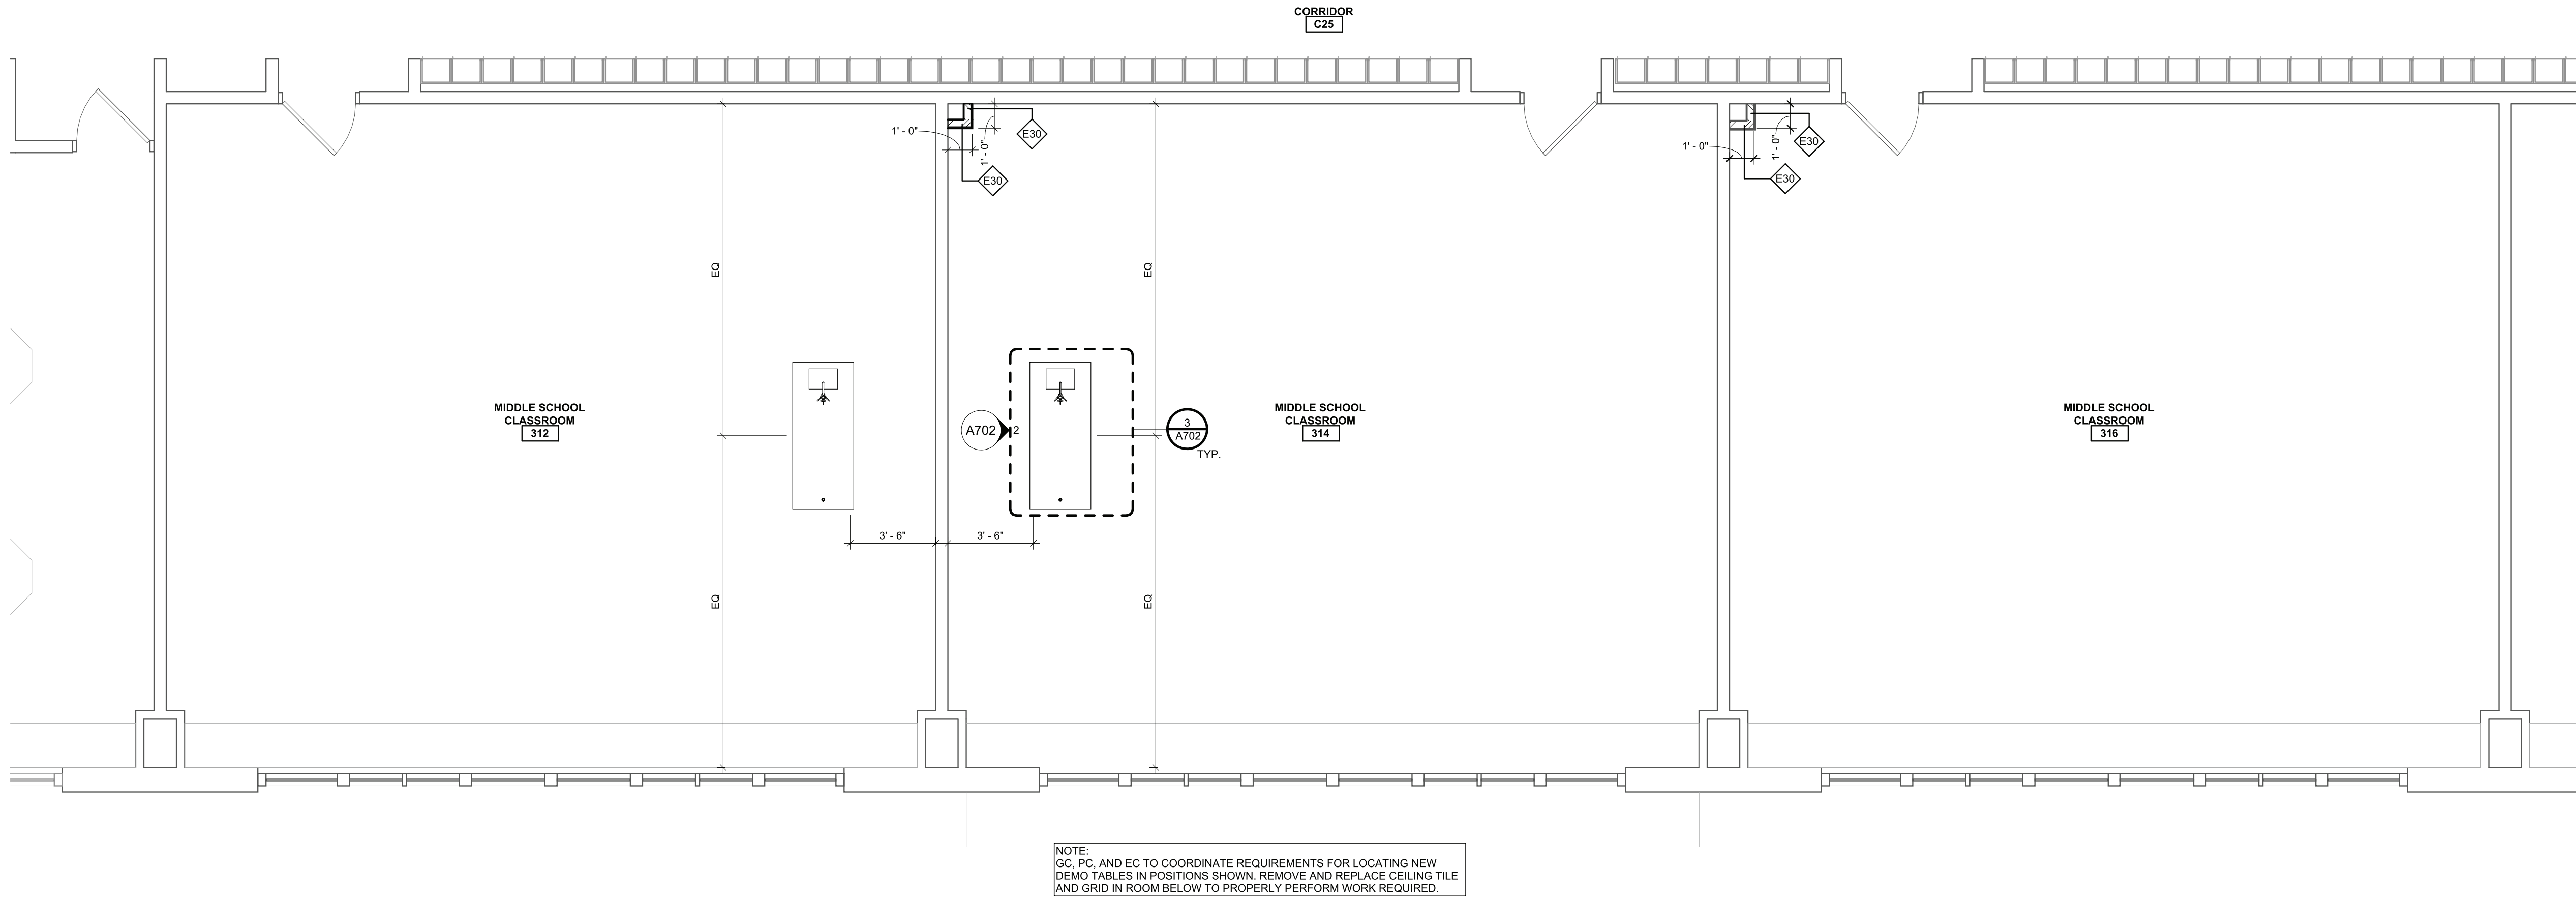 CORRIDOR
C25
1' - 0"
1' - 0"
E30
E30
1' - 0"
1' - 0"
E30
E30
EQ
EQ
MIDDLE SCHOOL
CLASSROOM
312
A702
2
3
A702
TYP.
MIDDLE SCHOOL
CLASSROOM
314
MIDDLE SCHOOL
CLASSROOM
316
3' - 6"
3' - 6"
EQ
EQ
NOTE:
GC, PC, AND EC TO COORDINATE REQUIREMENTS FOR LOCATING NEW
DEMO TABLES IN POSITIONS SHOWN. REMOVE AND REPLACE CEILING TILE
AND GRID IN ROOM BELOW TO PROPERLY PERFORM WORK REQUIRED.